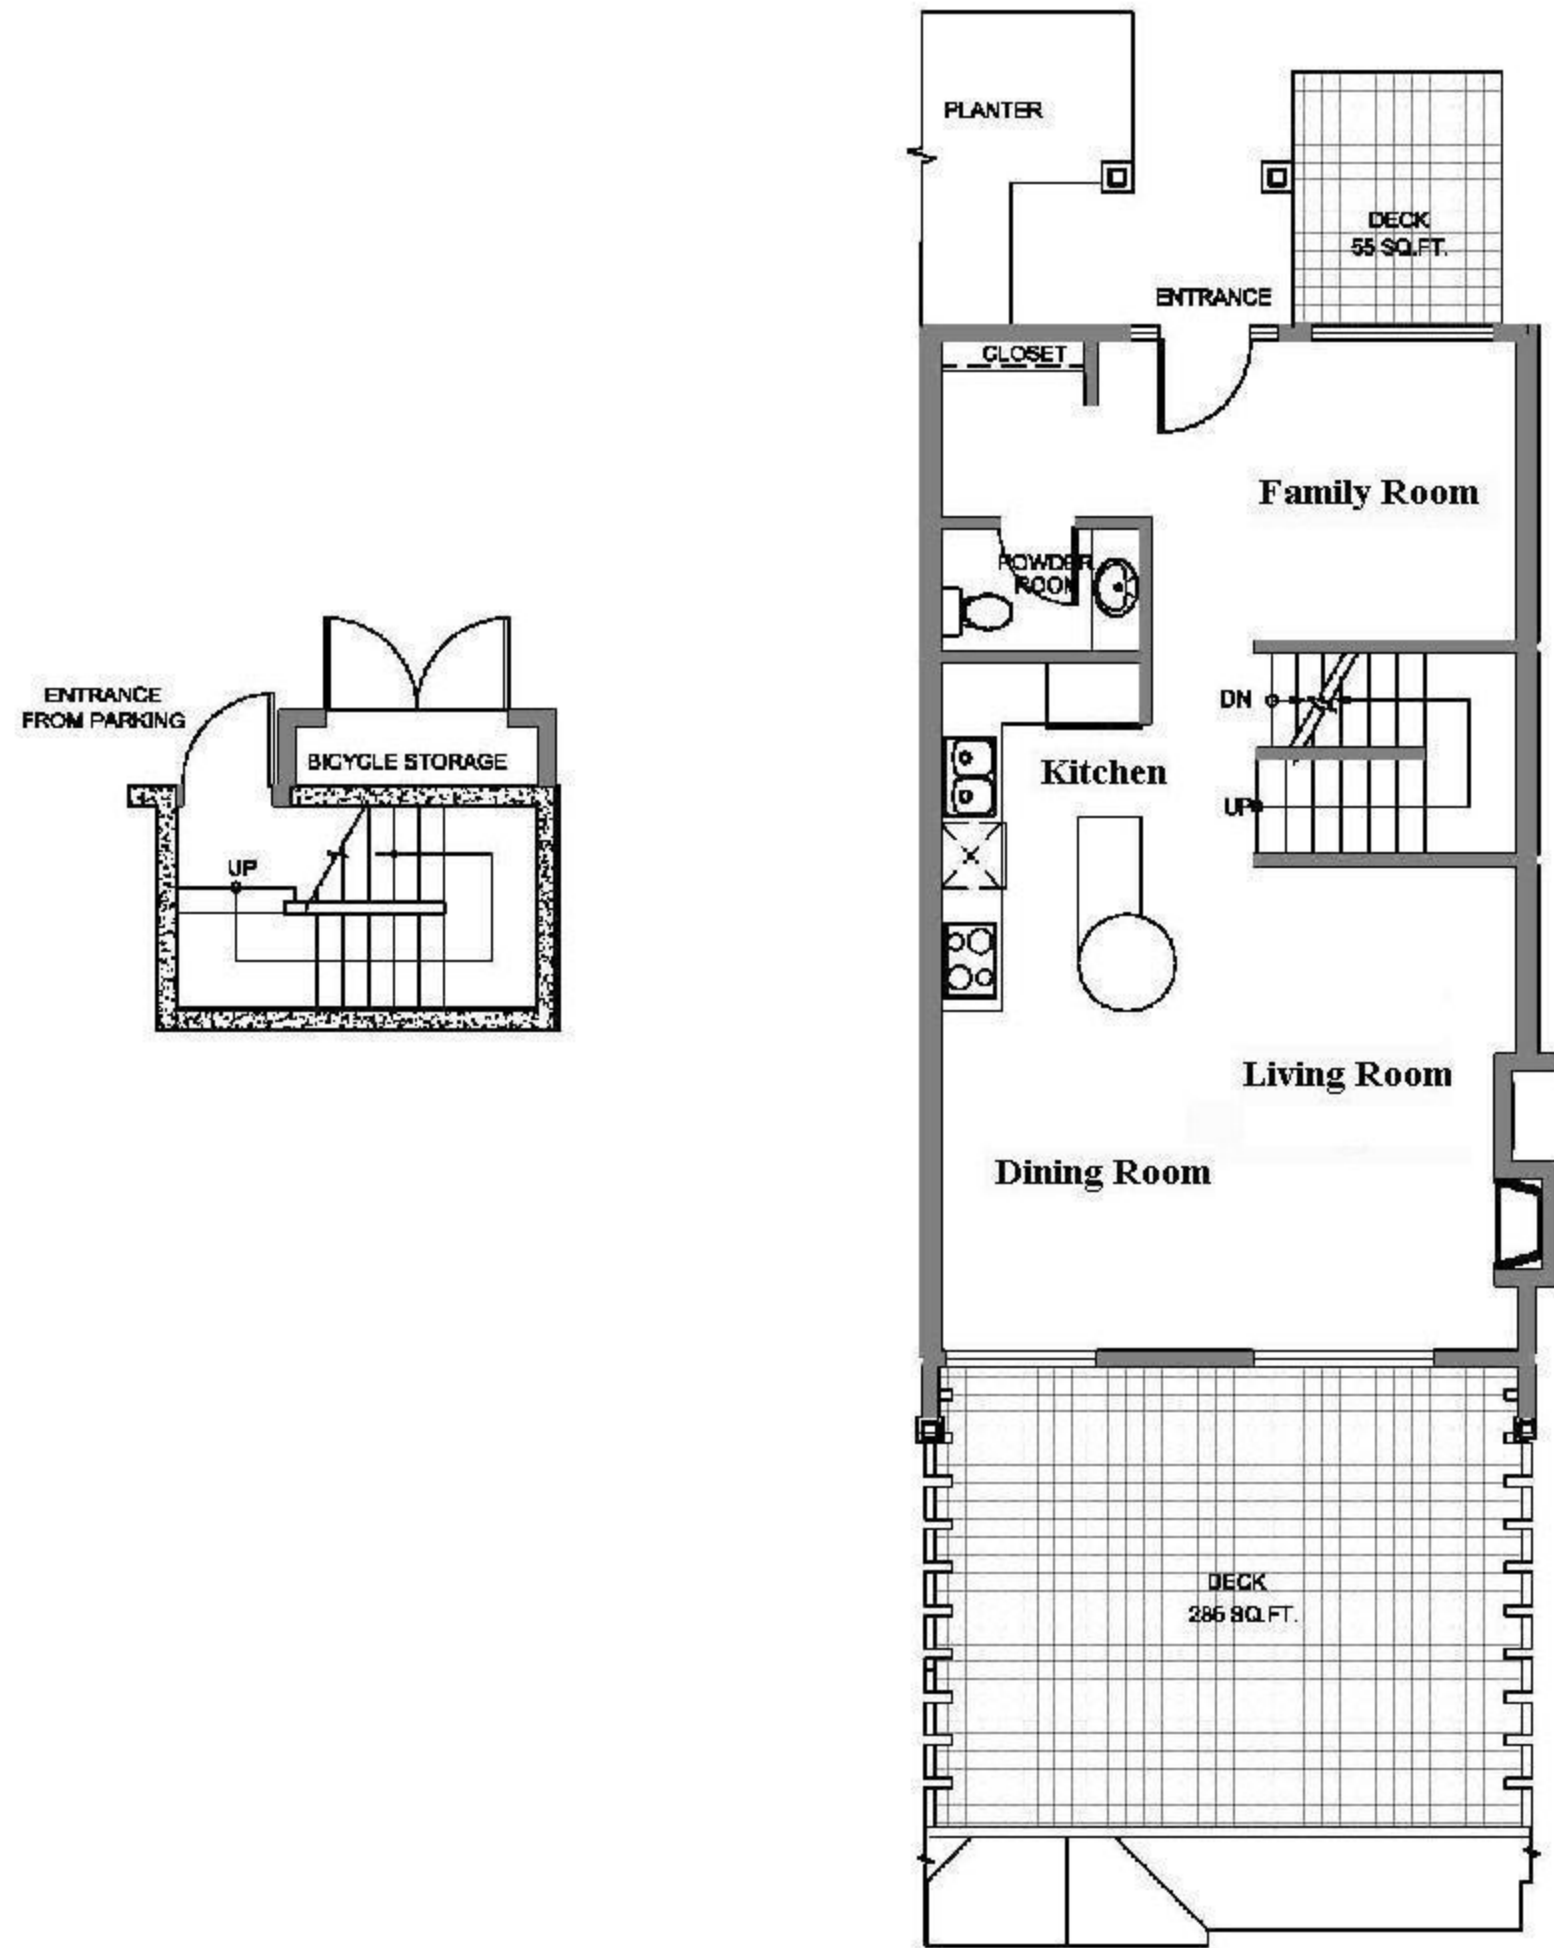 PLANTER
DECK
55 SQ.FT.
ENTRANCE
CLOSET
Family Room
POWDER
ROOM
ENTRANCE
FROM PARKING
BICYCLE STORAGE
UP
DN
Kitchen
UP
Living Room
Dining Room
DECK
286 SQ.FT.